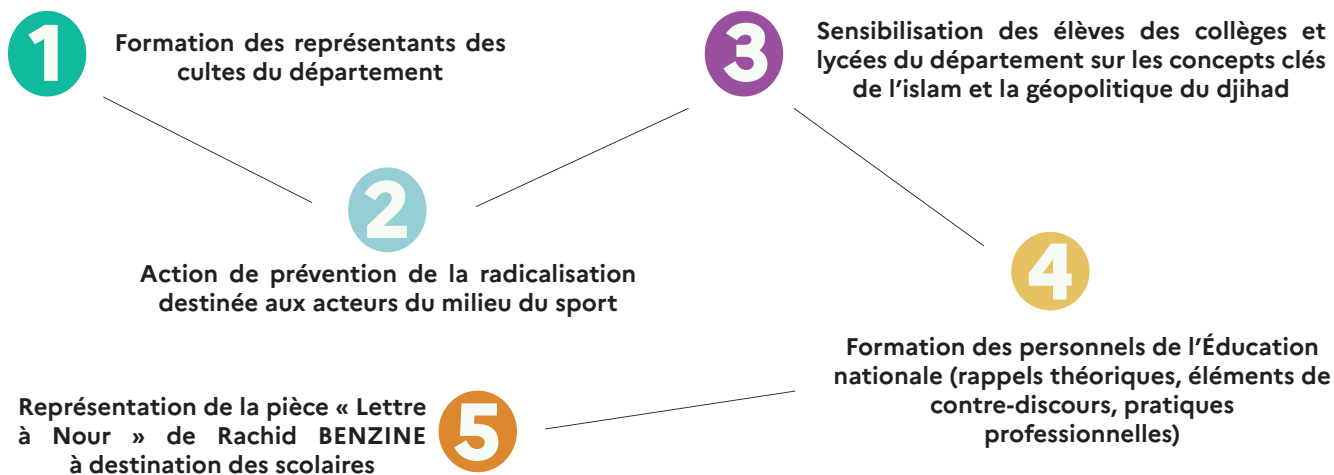 1
Formation des représentants des
cultes du département
2
Action de prévention de la radicalisation
destinée aux acteurs du milieu du sport
3
Sensibilisation des élèves des collèges et
lycées du département sur les concepts clés
de l’islam et la géopolitique du djihad
4
Formation des personnels de l’Éducation
nationale (rappels théoriques, éléments de
contre-discours, pratiques
professionnelles)
5
Représentation de la pièce « Lettre
à Nour » de Rachid BENZINE
à destination des scolaires